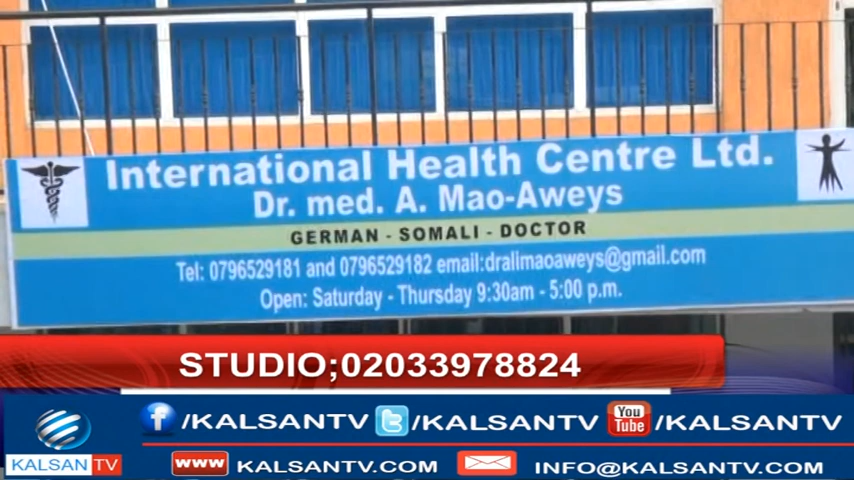 International Health Centre Ltd.
Dr. med. A. Mao-Aweys
GERMAN - SOMALI - DOCTOR
Tel: 0796529181 and 0796529182 email:dralimaoaweys@gmail.com
Open: Saturday - Thursday 9:30am - 5:00 p.m.
STUDIO;02033978824
f /KALSANTV t /KALSANTV You Tube /KALSANTV
KALSAN TV www KALSANTV.COM INFO@KALSANTV.COM